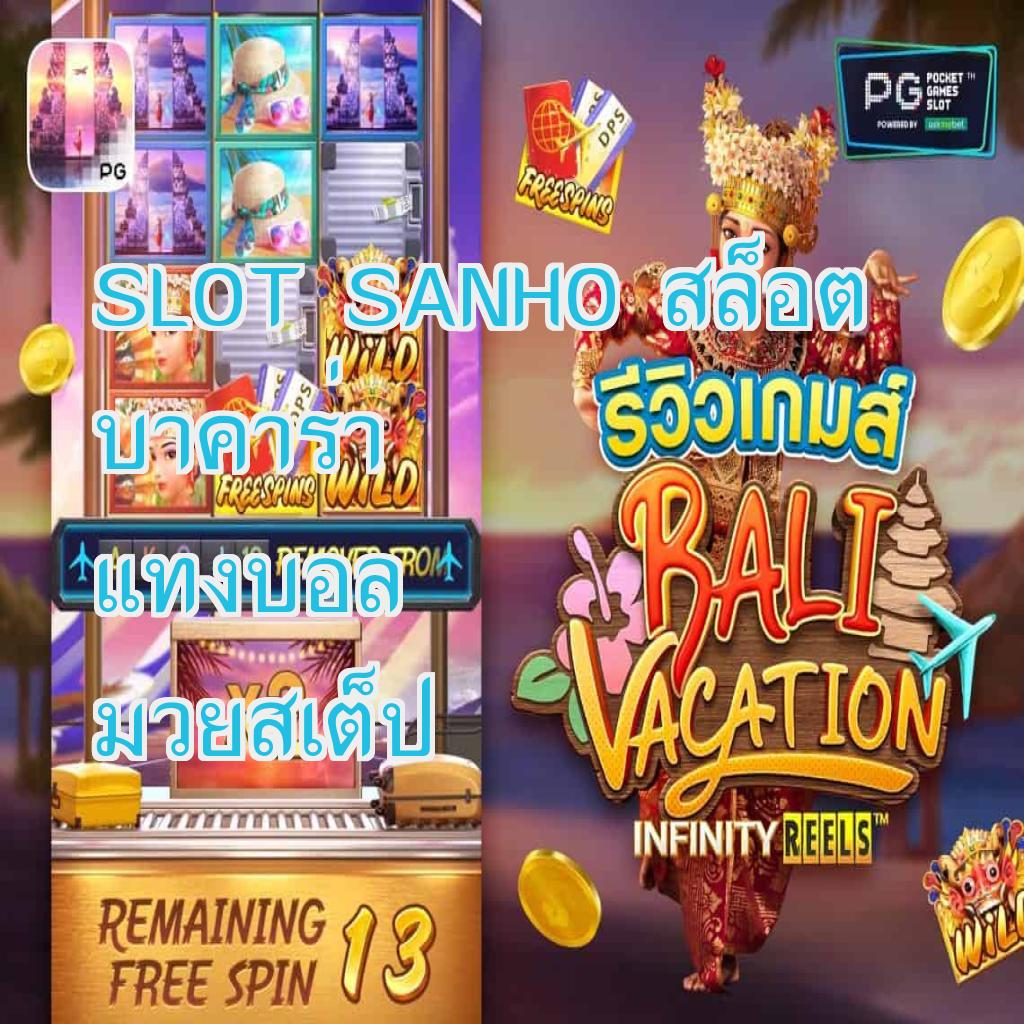 PG
PG POCKET GAMES SLOT™
POWERED BY askmebet
DPS
FREESPINS
SLOT SANHO สล็อต
WILD
รีวิวเกมส์
บาคาร่า
FREESPINS
WILD
BALI
REMOVED FROM
แทงบอล
VACATION
มวยสเต็ป
INFINITY REELS™
WILD
REMAINING
FREE SPIN 13